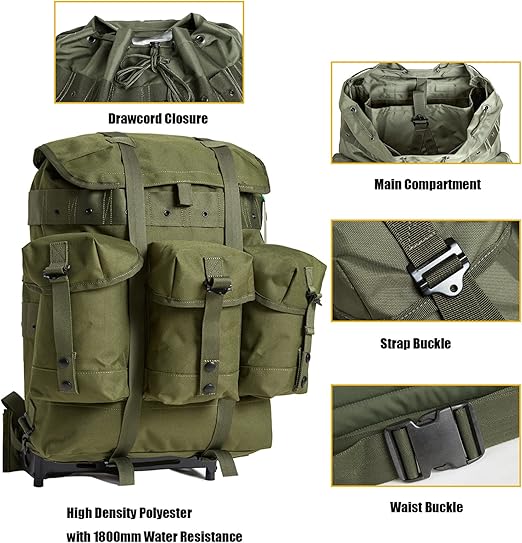 Drawcord Closure
Main Compartment
Strap Buckle
Waist Buckle
High Density Polyester
with 1800mm Water Resistance